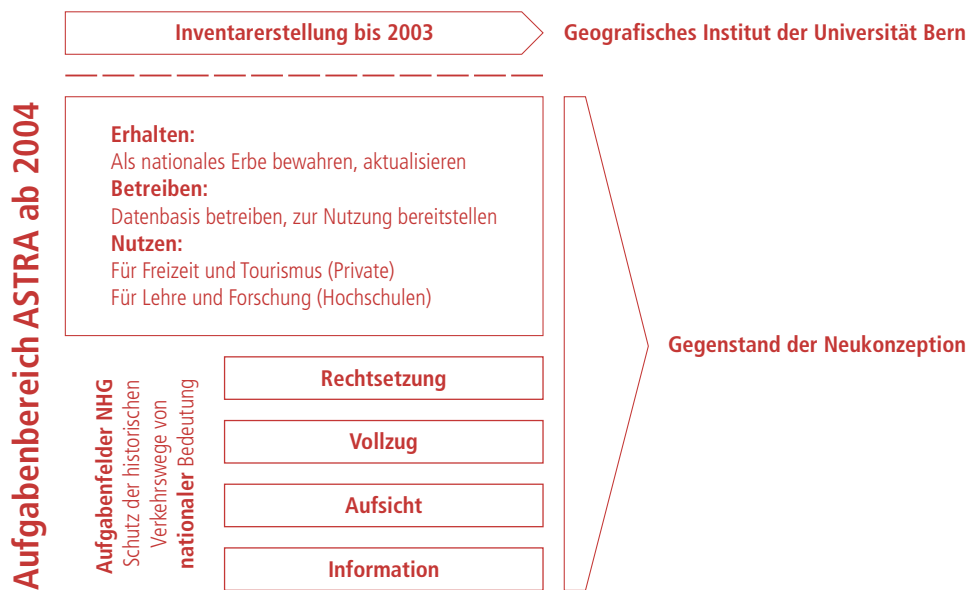 Inventarerstellung bis 2003
Geografisches Institut der Universität Bern
Aufgabenbereich ASTRA ab 2004
Erhalten:
Als nationales Erbe bewahren, aktualisieren
Betreiben:
Datenbasis betreiben, zur Nutzung bereitstellen
Nutzen:
Für Freizeit und Tourismus (Private)
Für Lehre und Forschung (Hochschulen)
Gegenstand der Neukonzeption
Aufgabenfelder NHG
Schutz der historischen
Verkehrswege von
nationaler Bedeutung
Rechtsetzung
Vollzug
Aufsicht
Information